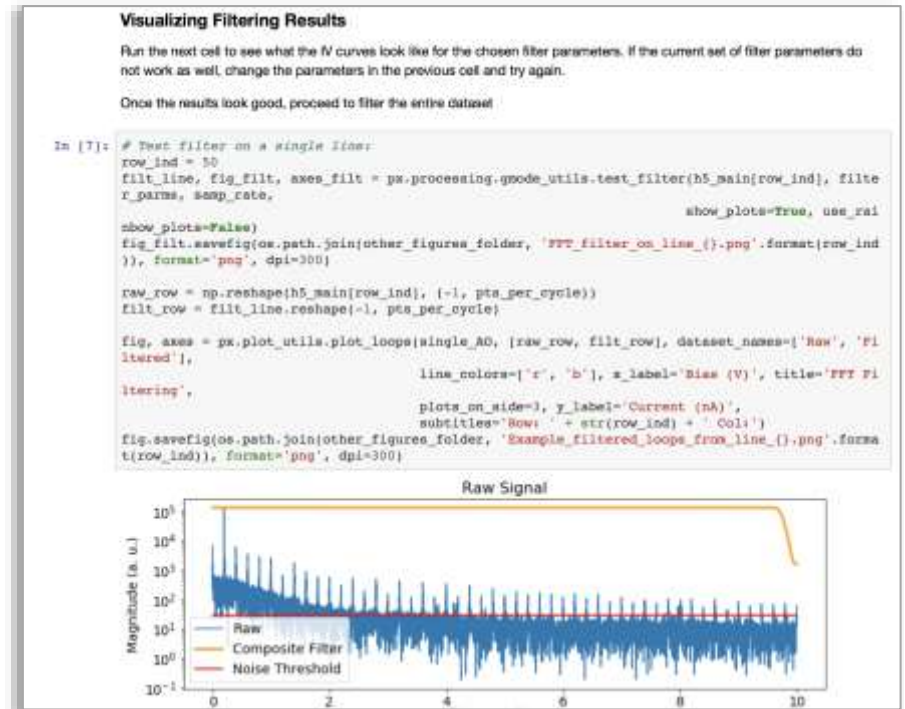 Visualizing Filtering Results
Run the next cell to see what the IV curves look like for the chosen filter parameters. If the current set of filter parameters do
not work as well, change the parameters in the previous cell and try again.
Once the results look good, proceed to filter the entire dataset
In [7]: # Test filter on a single line:
row_ind = 50
filt_line, fig_filt, axes_filt = px.processing.gmode_utils.test_filter(h5_main[row_ind], filte
r_parms, samp_rate,
show_plots=True, use_rai
nbow_plots=False)
fig_filt.savefig(os.path.join(other_figures_folder, 'FFT_filter_on_line_{}.png'.format(row_ind
)), format='png', dpi=300)
raw_row = np.reshape(h5_main[row_ind], (-1, pts_per_cycle))
filt_row = filt_line.reshape(-1, pts_per_cycle)
fig, axes = px.plot_utils.plot_loops(single_AO, [raw_row, filt_row], dataset_names=['Raw', 'Fi
ltered'],
line_colors=['r', 'b'], x_label='Bias (V)', title='FFT Fi
ltering',
plots_on_side=3, y_label='Current (nA)',
subtitles='Row: ' + str(row_ind) + ' Col:')
fig.savefig(os.path.join(other_figures_folder, 'Example_filtered_loops_from_line_{}.png'.forma
t(row_ind)), format='png', dpi=300)
Raw Signal
Magnitude (a. u.)
10⁵
10⁴
10³
10²
10¹
10⁰
10⁻¹
Raw
Composite Filter
Noise Threshold
0 2 4 6 8 10